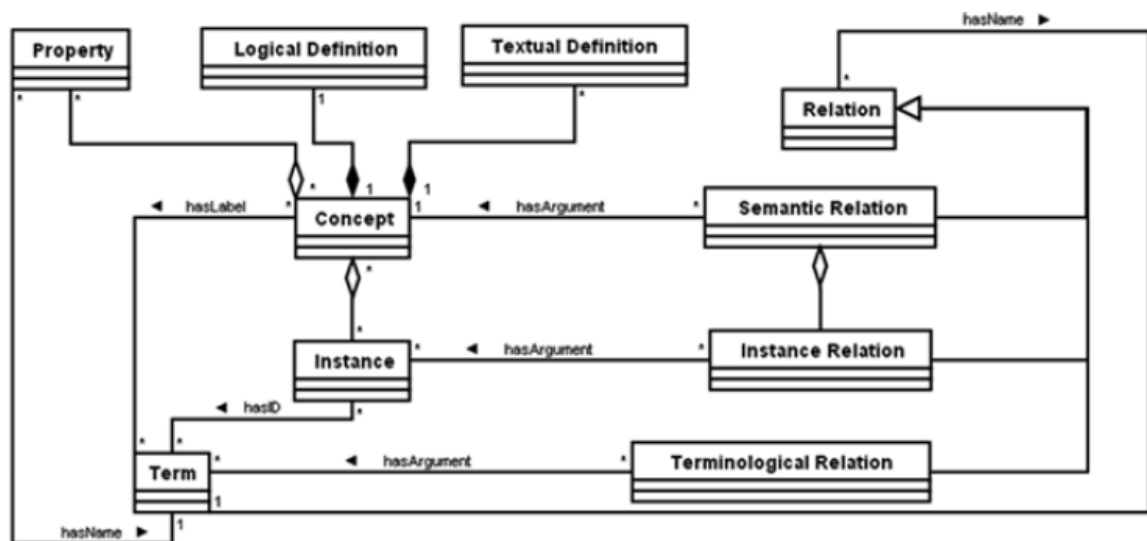 hasName ►
Property
Logical Definition
Textual Definition
* *
1
*
*
Relation
*
1
1
◄ hasLabel
*
Concept
1
◄ hasArgument
*
Semantic Relation
*
*
Instance
*
◄ hasArgument
*
Instance Relation
◄ hasID
*
*
*
Term
*
◄ hasArgument
*
Terminological Relation
1
hasName ►
1